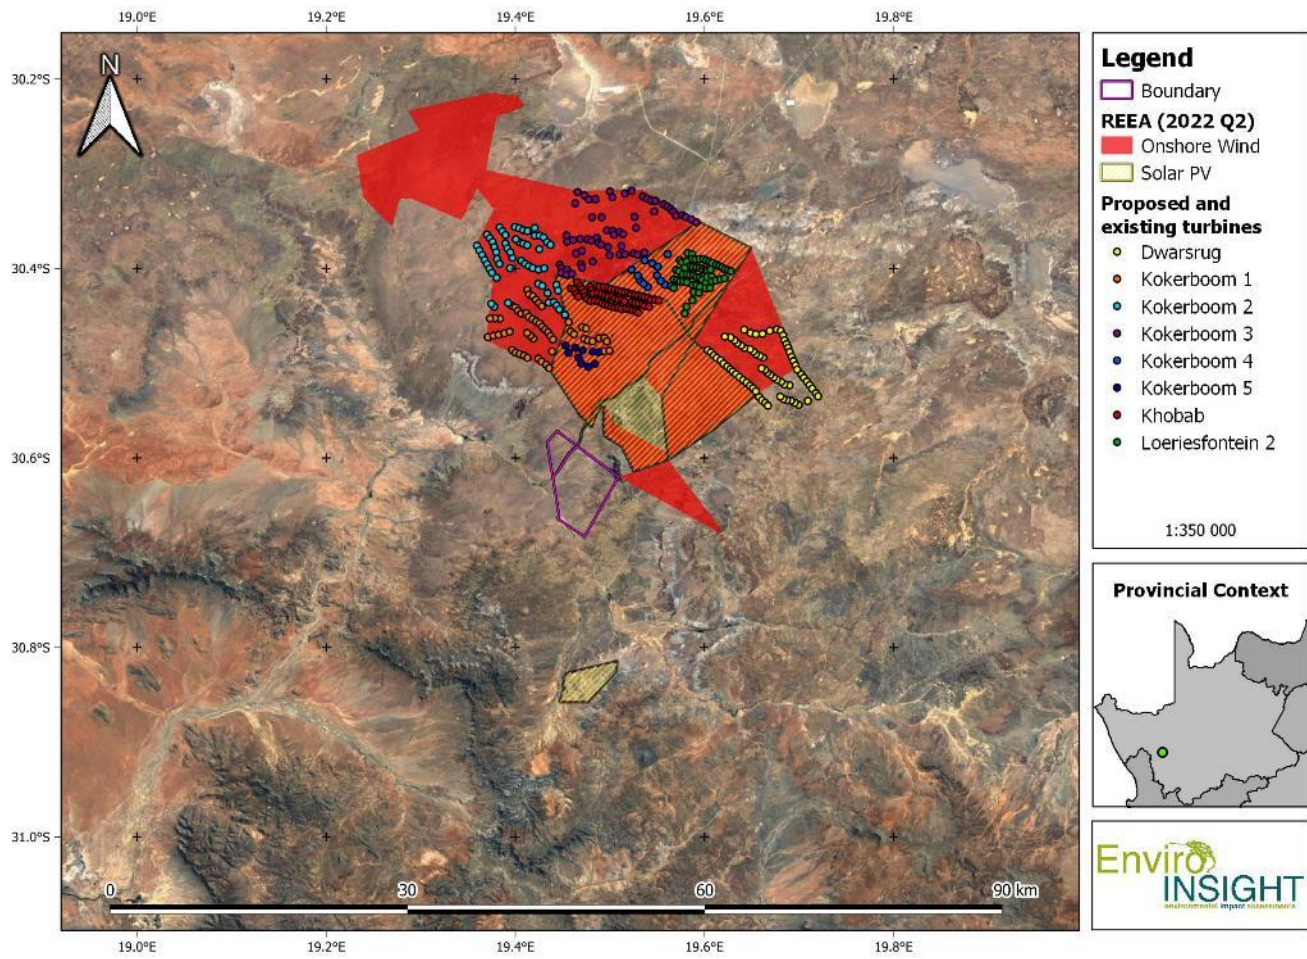 19.0°E 19.2°E 19.4°E 19.6°E 19.8°E
N
30.2°S
30.4°S
30.6°S
30.8°S
31.0°S
0 30 60 90 km
19.0°E 19.2°E 19.4°E 19.6°E 19.8°E
Legend
Boundary
REEA (2022 Q2)
Onshore Wind
Solar PV
Proposed and
existing turbines
Dwarsrug
Kokerboom 1
Kokerboom 2
Kokerboom 3
Kokerboom 4
Kokerboom 5
Khobab
Loeriesfontein 2
1:350 000
Provincial Context
Enviro
INSIGHT
environmental impact assessments